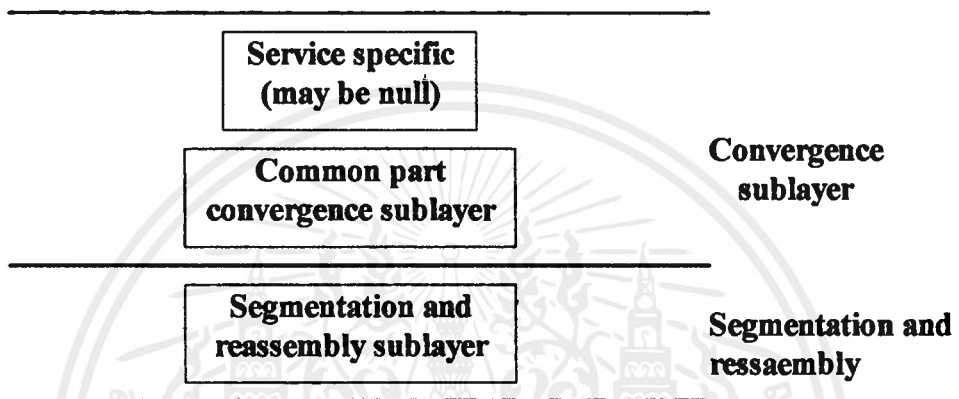 Service specific
(may be null)
Common part
convergence sublayer
Convergence
sublayer
Segmentation and
reassembly sublayer
Segmentation and
ressaembly